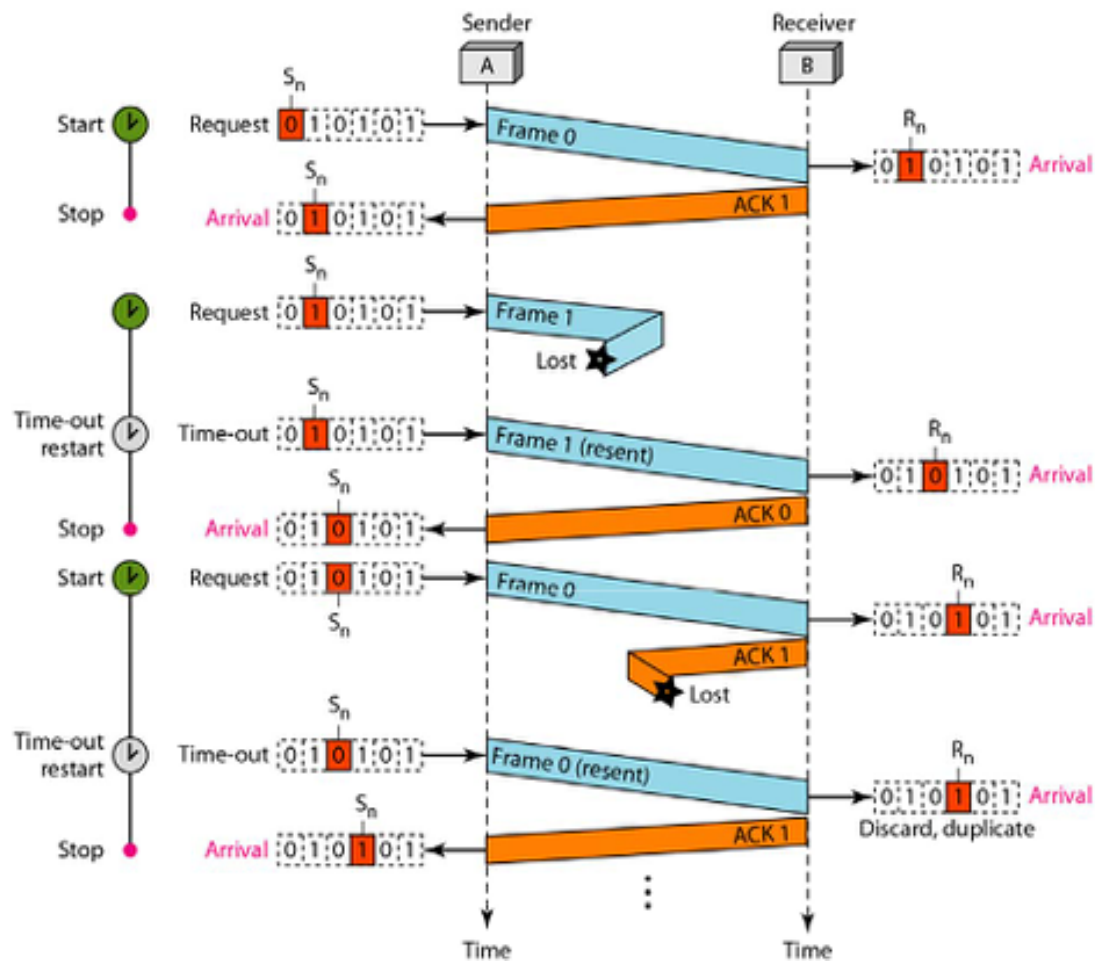 Sender Receiver
A B
Sn
Start Request 0 1 0 1 0 1 Frame 0
Rn
0 1 0 1 0 1 Arrival
Sn
Stop Arrival 0 1 0 1 0 1 ACK 1
Sn
Request 0 1 0 1 0 1 Frame 1
Lost
Sn
Time-out
restart
Time-out 0 1 0 1 0 1 Frame 1 (resent)
Rn
0 1 0 1 0 1 Arrival
Sn
Stop Arrival 0 1 0 1 0 1 ACK 0
Start Request 0 1 0 1 0 1 Frame 0
Sn
Rn
0 1 0 1 0 1 Arrival
ACK 1
Lost
Sn
Time-out
restart
Time-out 0 1 0 1 0 1 Frame 0 (resent)
Rn
0 1 0 1 0 1 Arrival
Discard, duplicate
Sn
Stop Arrival 0 1 0 1 0 1 ACK 1
Time Time